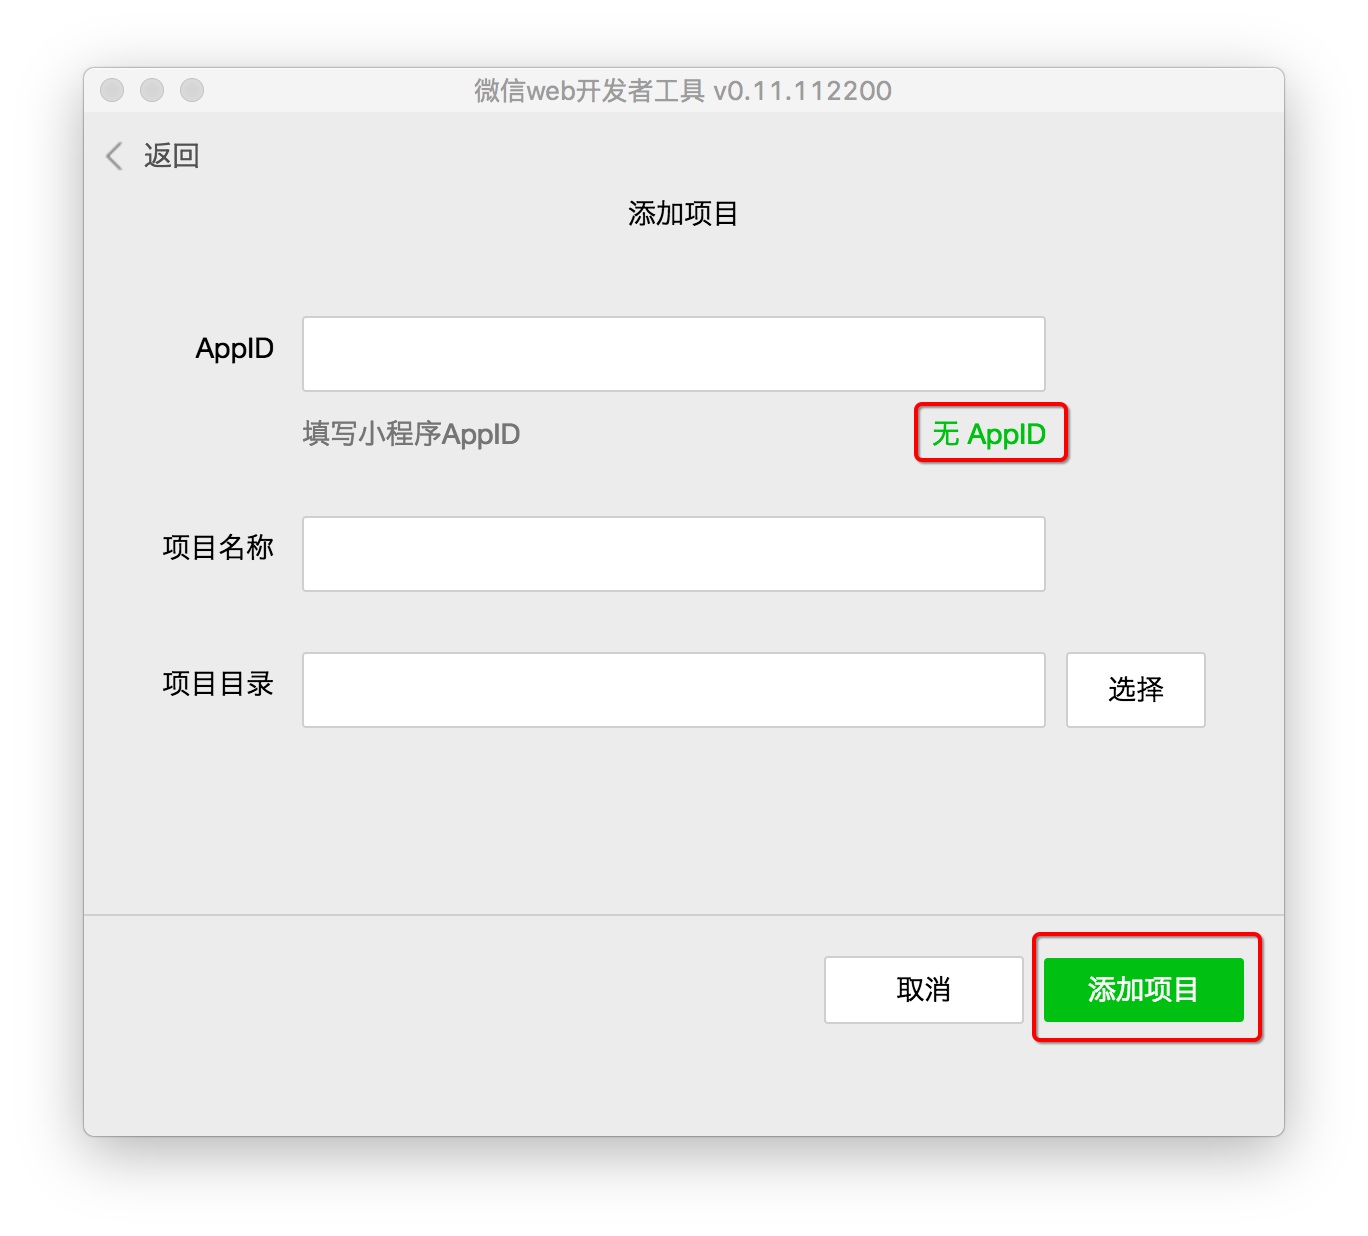 微信web开发者工具 v0.11.112200
返回
添加项目
AppID
填写小程序AppID
无 AppID
项目名称
项目目录
选择
取消
添加项目